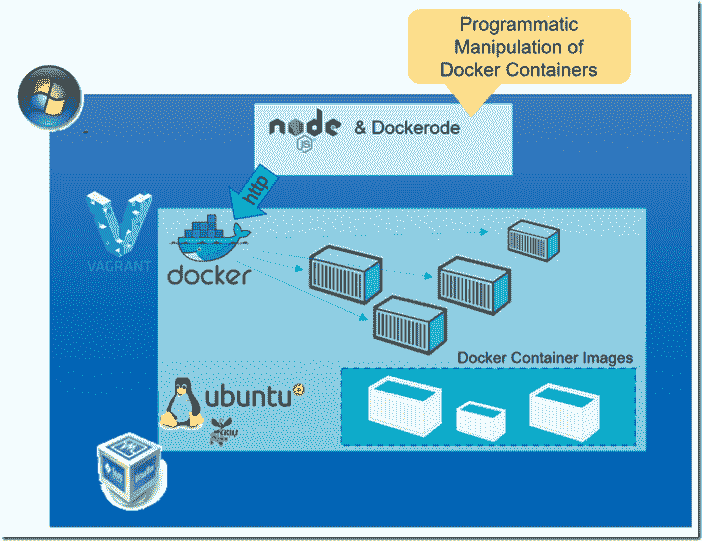 Programmatic
Manipulation of
Docker Containers
node & Dockerode
JS
http
VAGRANT
docker
Docker Container Images
ubuntu